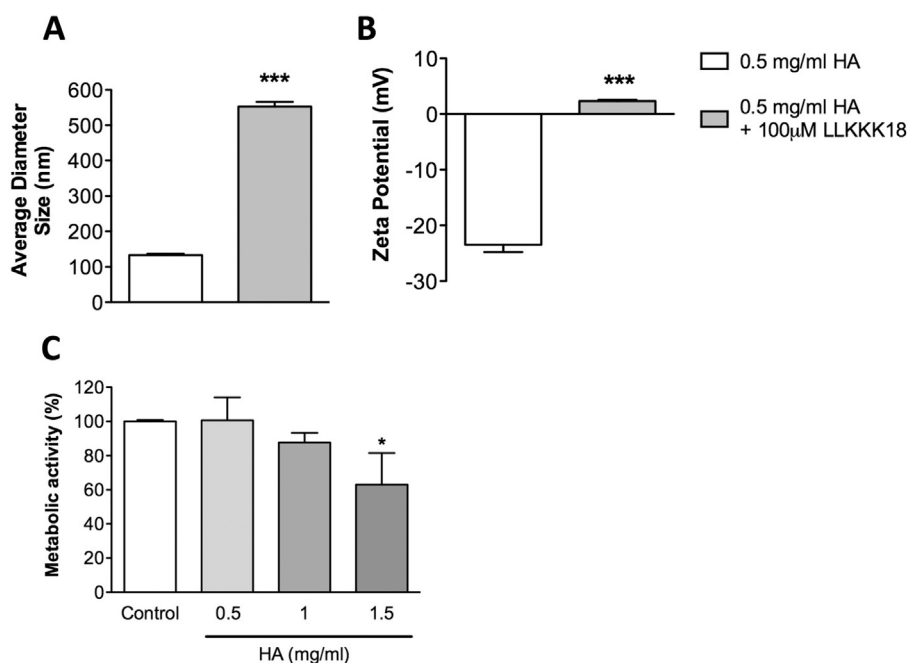 A
Average Diameter
Size (nm)
600
500
400
300
200
100
0
***
B
Zeta Potential (mV)
10
0
-10
-20
-30
***
0.5 mg/ml HA
0.5 mg/ml HA
+ 100μM LLKKK18
C
Metabolic activity (%)
120
100
80
60
40
20
0
*
Control
0.5
1
1.5
HA (mg/ml)